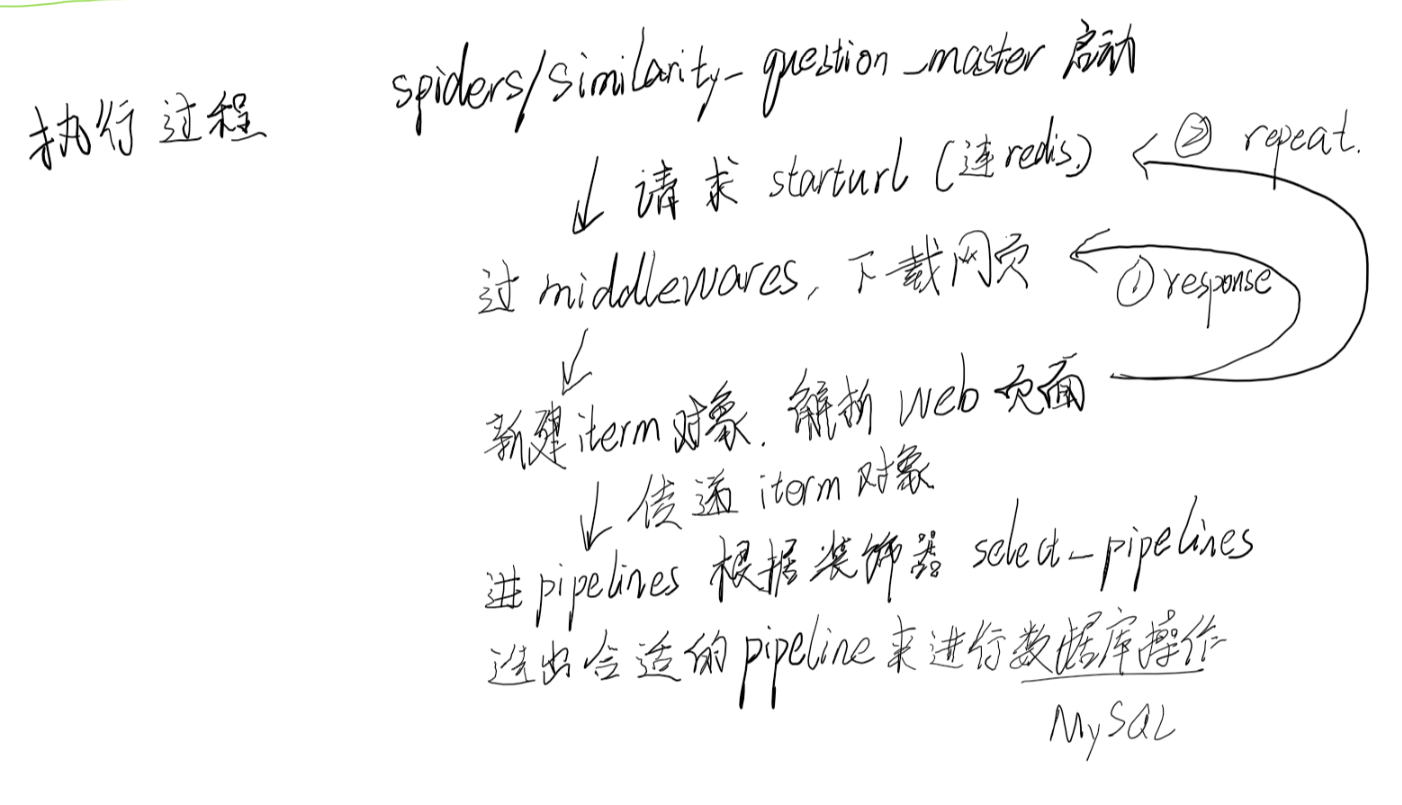 执行过程
spiders/similarity_question_master 启动
请求 starturl (连redis)
② repeat.
过 middlewares, 下载网页
① response
新建 iterm 对象. 解析 web 页面
传递 iterm 对象
进 pipelines 根据装饰器 select_pipelines
选出合适的 pipeline 来进行数据库操作
MySQL